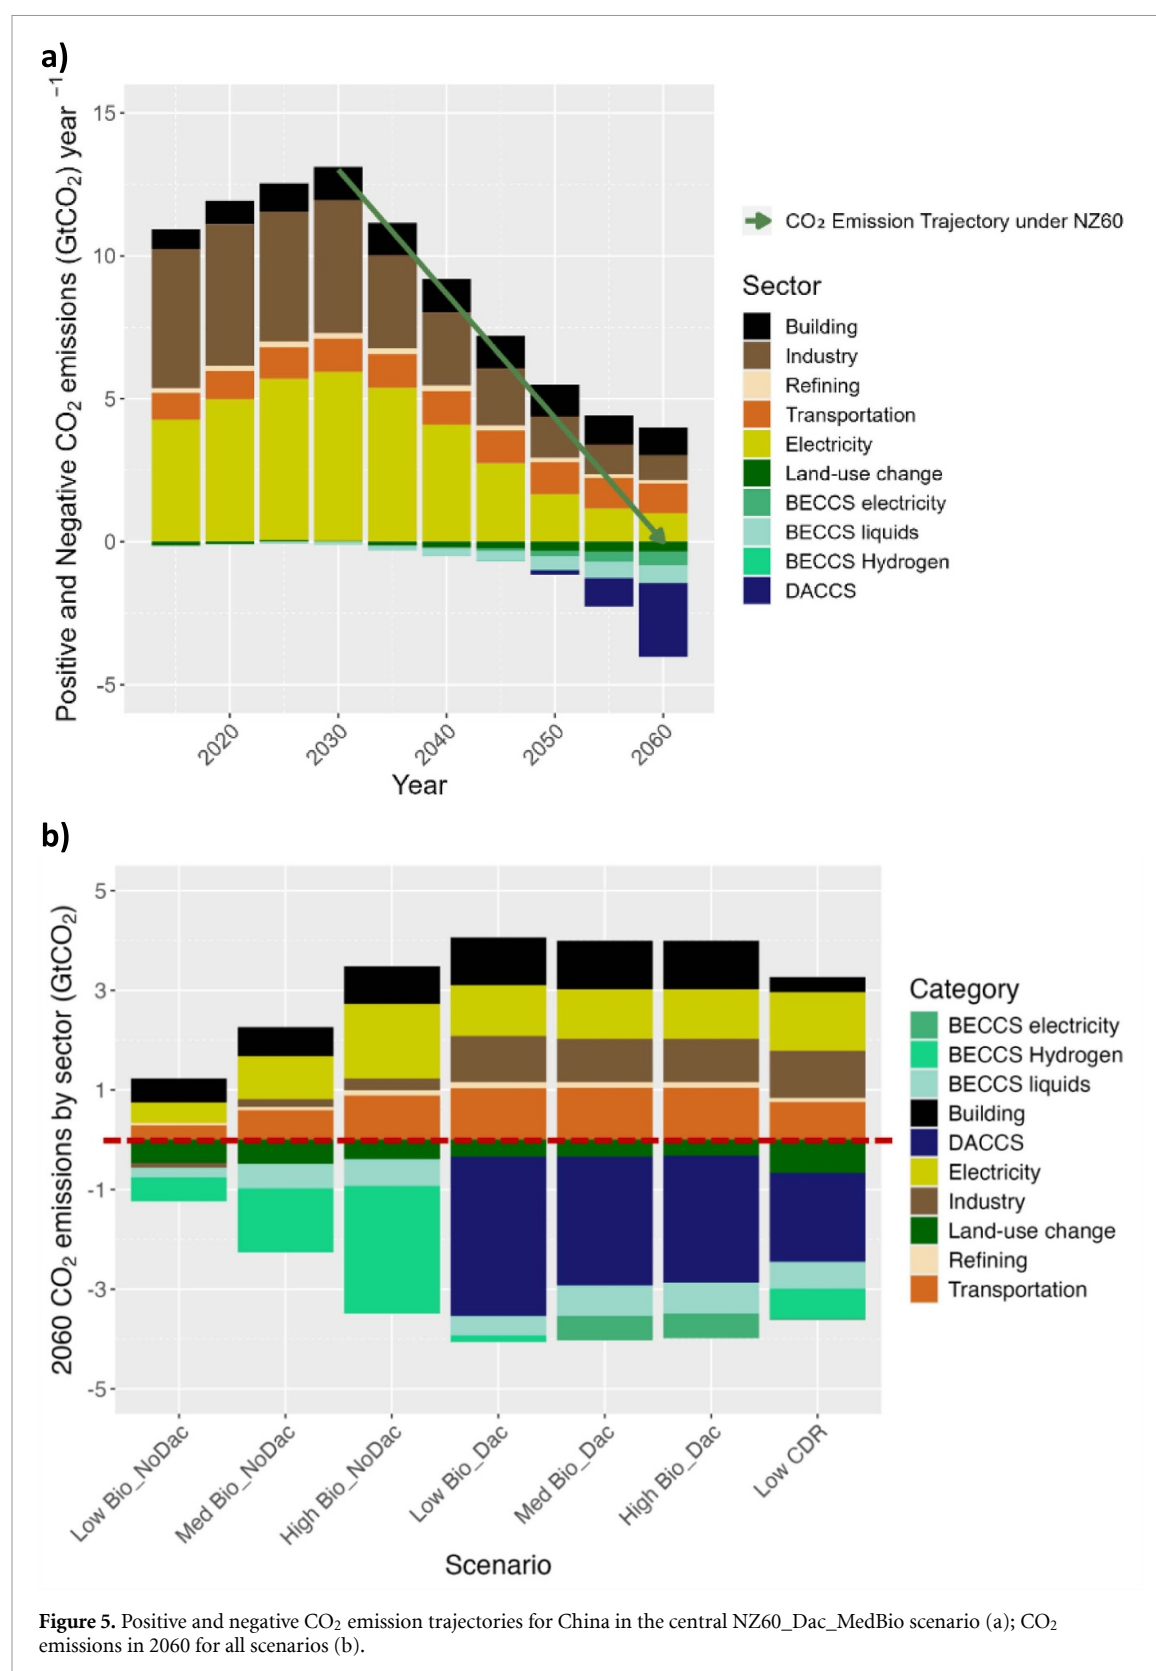 a)
Positive and Negative CO₂ emissions (GtCO₂) year ⁻¹
15
10
5
0
-5
2020
2030
2040
2050
2060
Year
CO₂ Emission Trajectory under NZ60
Sector
Building
Industry
Refining
Transportation
Electricity
Land-use change
BECCS electricity
BECCS liquids
BECCS Hydrogen
DACCS
b)
2060 CO₂ emissions by sector (GtCO₂)
5
3
1
-1
-3
-5
Low Bio_NoDac
Med Bio_NoDac
High Bio_NoDac
Low Bio_Dac
Med Bio_Dac
High Bio_Dac
Low CDR
Scenario
Category
BECCS electricity
BECCS Hydrogen
BECCS liquids
Building
DACCS
Electricity
Industry
Land-use change
Refining
Transportation
Figure 5. Positive and negative CO₂ emission trajectories for China in the central NZ60_Dac_MedBio scenario (a); CO₂
emissions in 2060 for all scenarios (b).